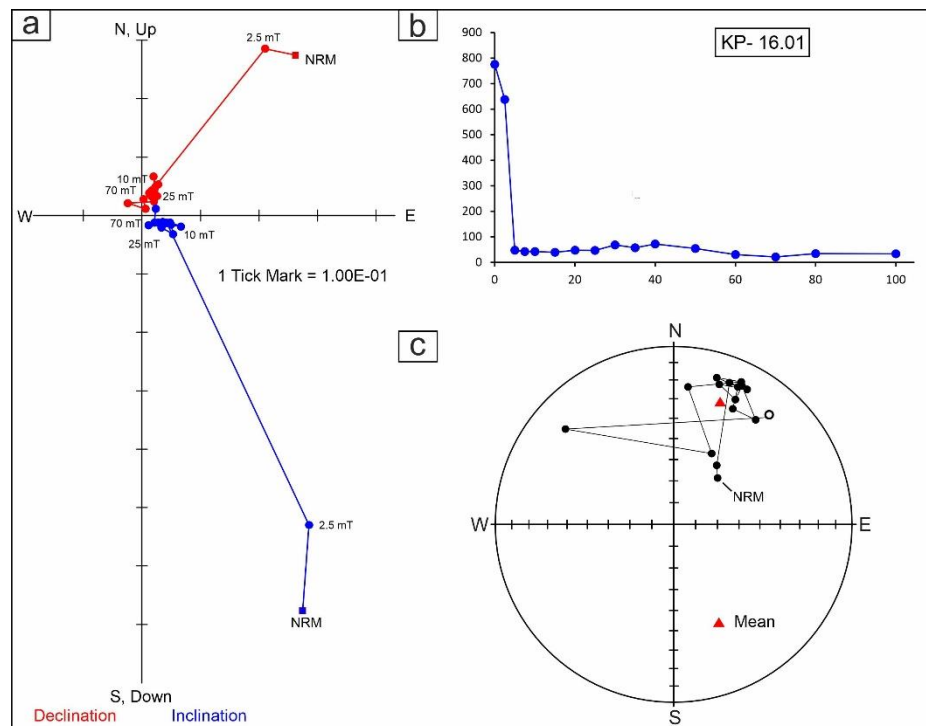 a
N, Up
2.5 mT
NRM
10 mT
70 mT
25 mT
W
E
70 mT
10 mT
25 mT
1 Tick Mark = 1.00E-01
2.5 mT
NRM
S, Down
Declination
Inclination
b
KP- 16.01
900
800
700
600
500
400
300
200
100
0
0
20
40
60
80
100
c
N
NRM
W
E
Mean
S